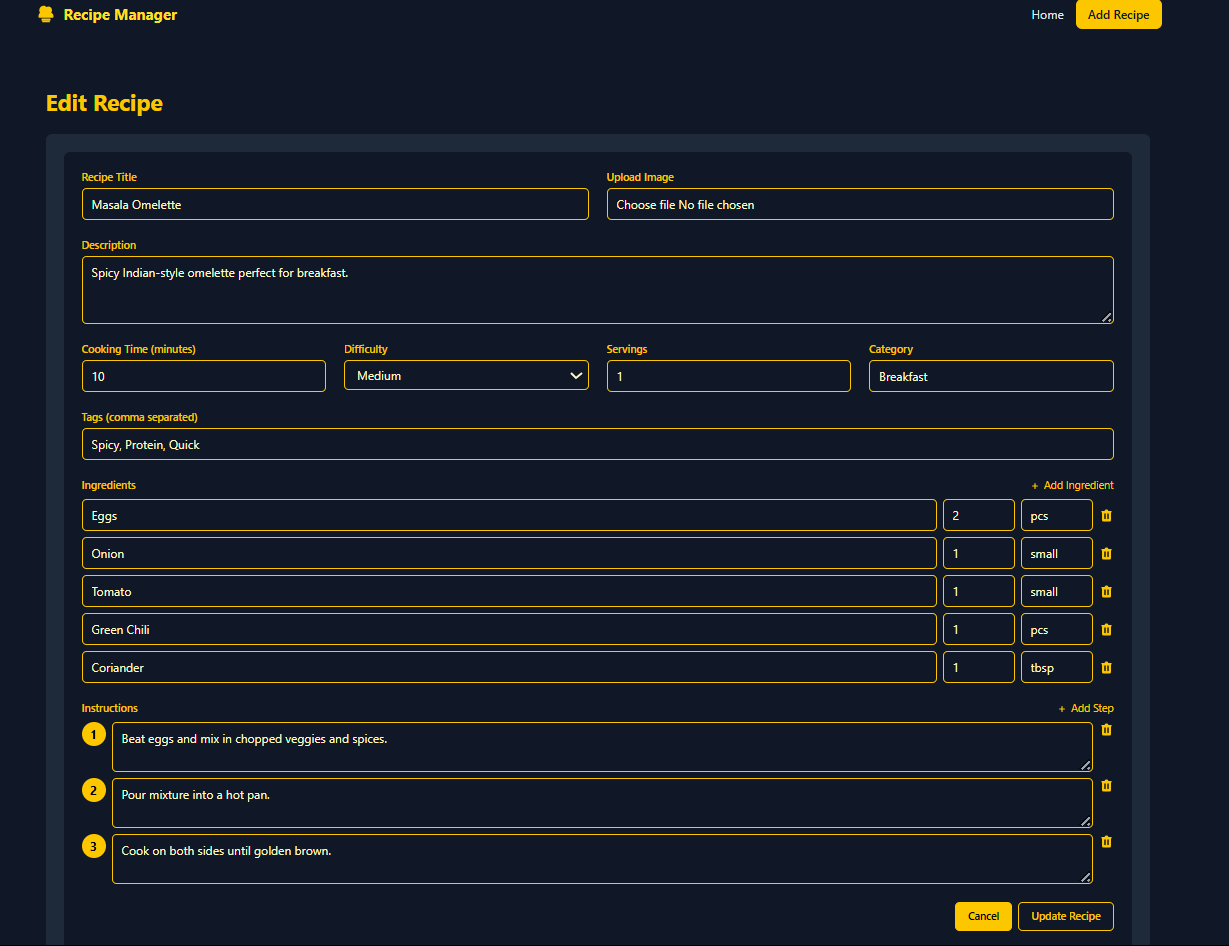 Recipe Manager
Home
Add Recipe
Edit Recipe
Recipe Title
Upload Image
Masala Omelette
Choose file No file chosen
Description
Spicy Indian-style omelette perfect for breakfast.
Cooking Time (minutes)
Difficulty
Servings
Category
10
Medium
1
Breakfast
Tags (comma separated)
Spicy, Protein, Quick
Ingredients
+ Add Ingredient
Eggs
2
pcs
Onion
1
small
Tomato
1
small
Green Chili
1
pcs
Coriander
1
tbsp
Instructions
+ Add Step
1
Beat eggs and mix in chopped veggies and spices.
2
Pour mixture into a hot pan.
3
Cook on both sides until golden brown.
Cancel
Update Recipe